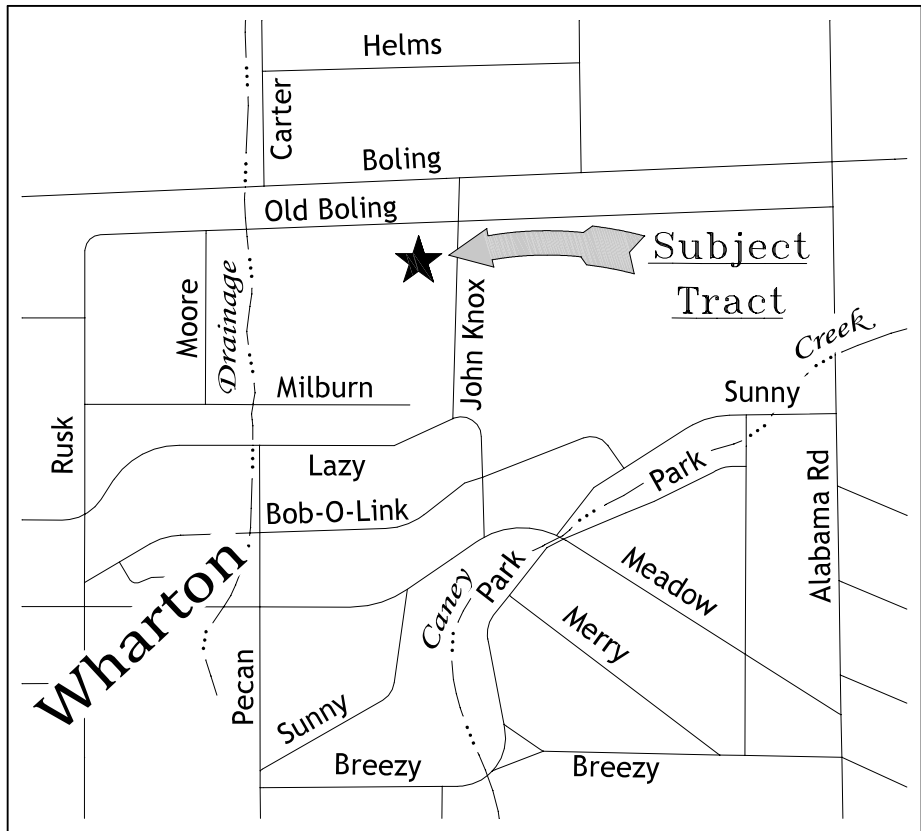 Helms
Carter
Boling
Old Boling
Subject
Tract
Moore
Drainage
John Knox
Creek
Milburn
Sunny
Rusk
Lazy
Park
Alabama Rd
Bob-O-Link
Wharton
Caney
Park
Meadow
Merry
Pecan
Sunny
Breezy
Breezy